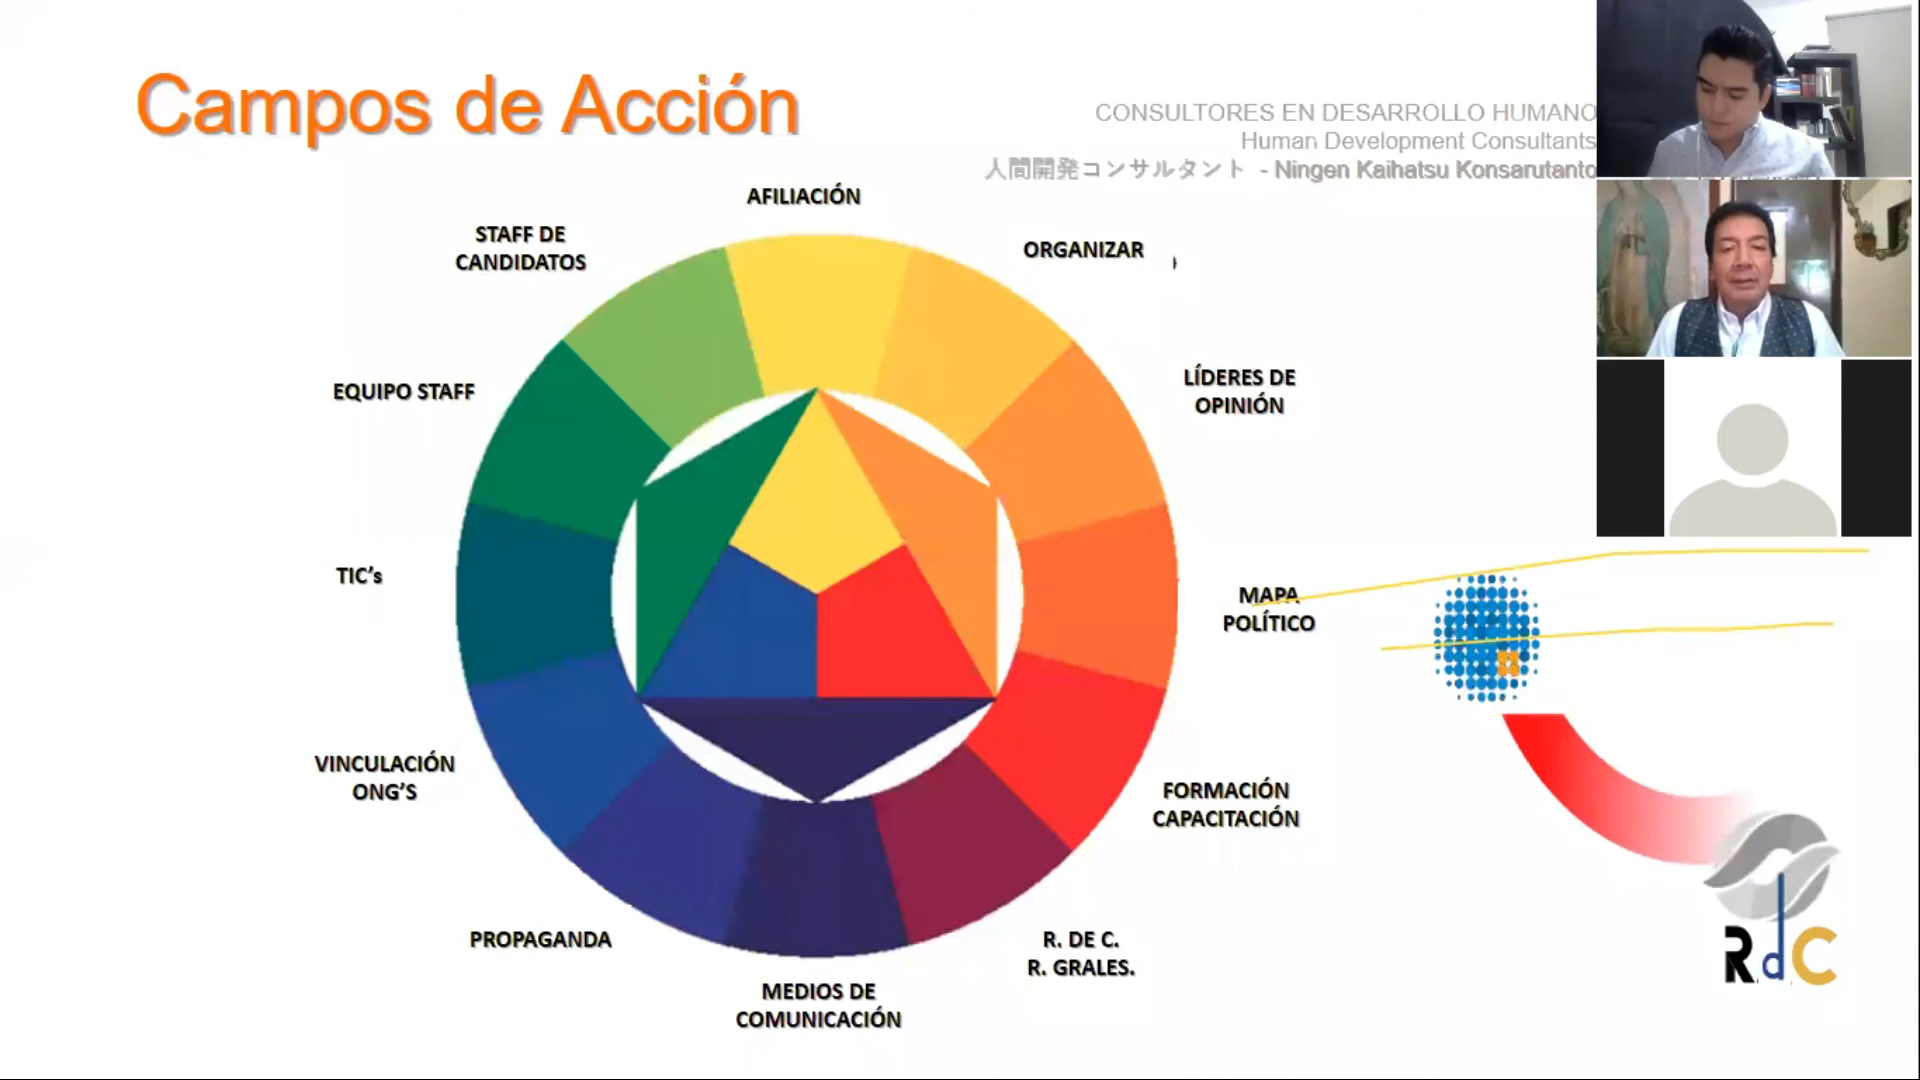 Campos de Acción
CONSULTORES EN DESARROLLO HUMANO
Human Development Consultants
人間開発コンサルタント - Ningen Kaihatsu Konsarutanto
AFILIACIÓN
ORGANIZAR
LÍDERES DE
OPINIÓN
MAPA
POLÍTICO
FORMACIÓN
CAPACITACIÓN
R. DE C.
R. GRALES.
MEDIOS DE
COMUNICACIÓN
PROPAGANDA
VINCULACIÓN
ONG’S
TIC’s
EQUIPO STAFF
STAFF DE
CANDIDATOS
R.d.C